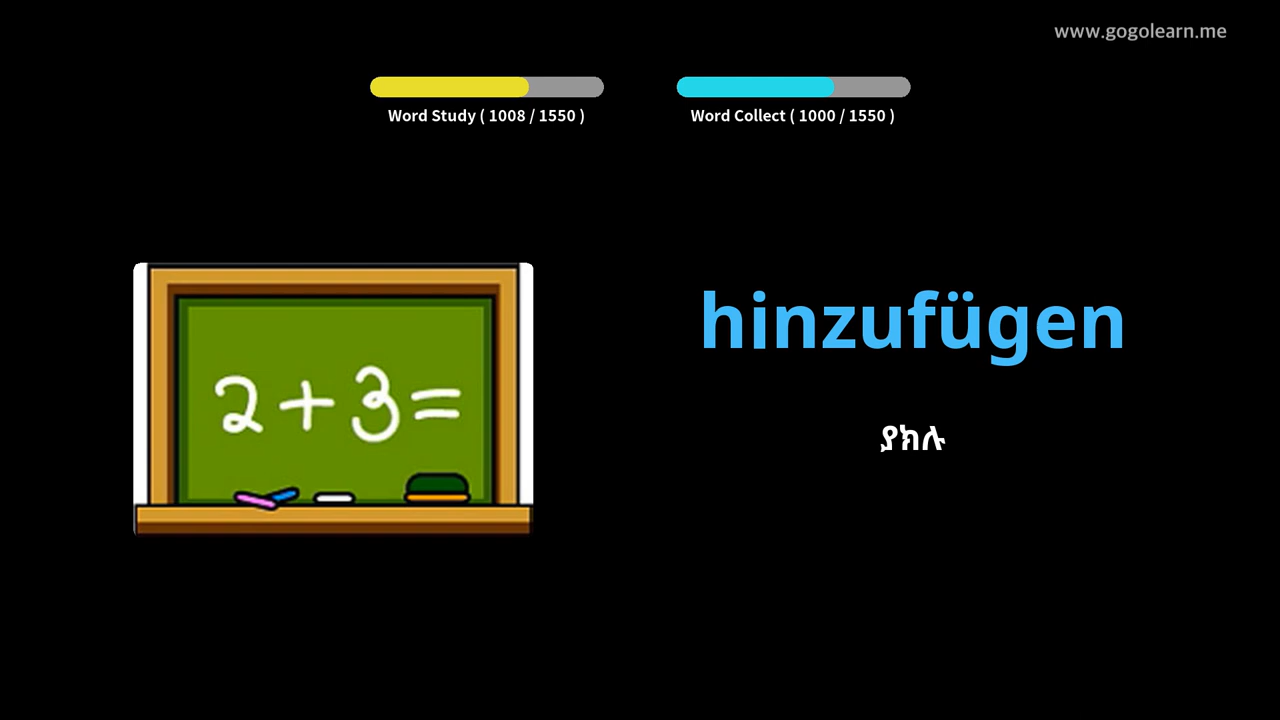 www.gogolearn.me
Word Study ( 1008 / 1550 )
Word Collect ( 1000 / 1550 )
2+3=
hinzufügen
ያክሉ